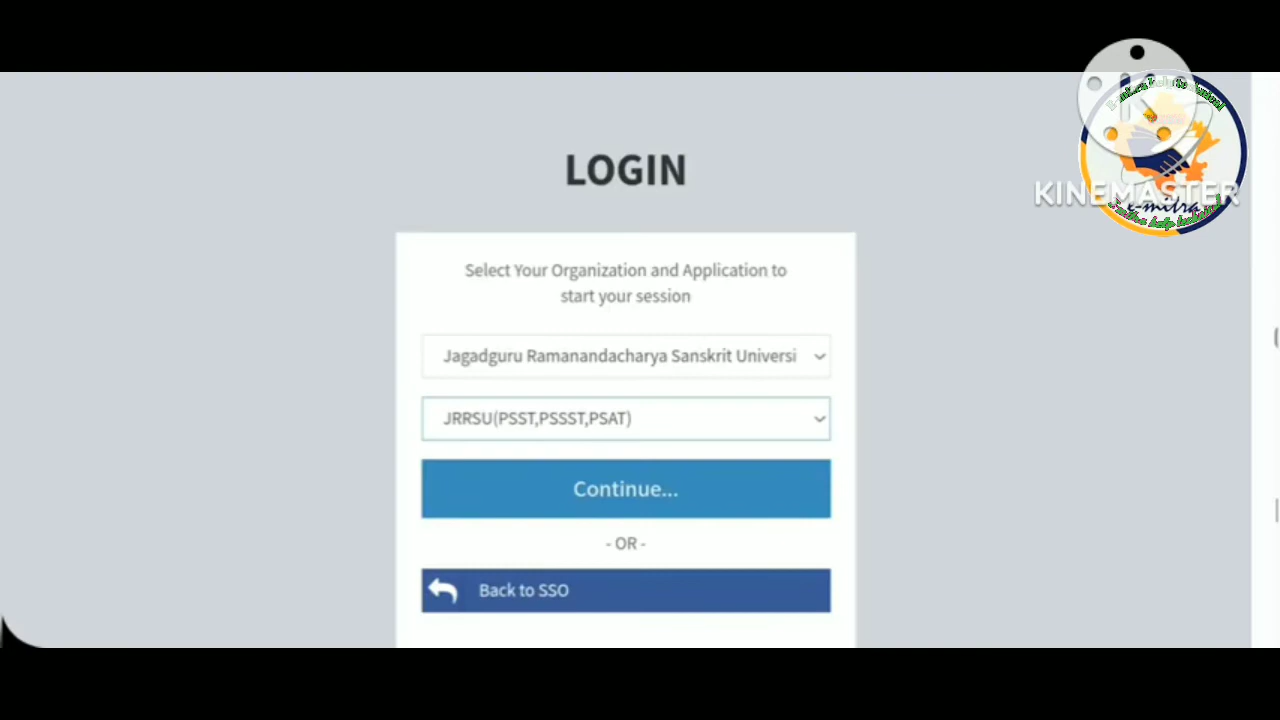 LOGIN
KINEMASTER
e-mitra
Select Your Organization and Application to
start your session
Jagadguru Ramanandacharya Sanskrit Universi
JRRSU(PSST,PSSST,PSAT)
Continue...
- OR -
Back to SSO